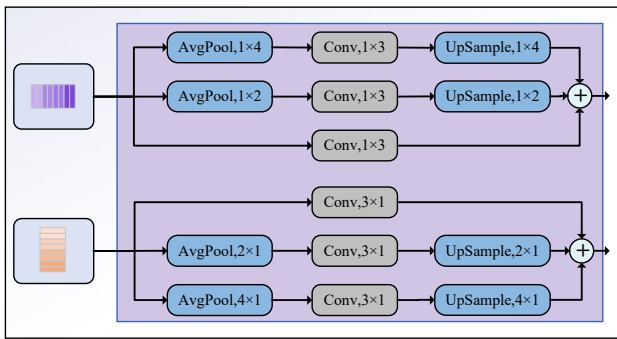 AvgPool,1×4 Conv,1×3 UpSample,1×4
AvgPool,1×2 Conv,1×3 UpSample,1×2
Conv,1×3
Conv,3×1
AvgPool,2×1 Conv,3×1 UpSample,2×1
AvgPool,4×1 Conv,3×1 UpSample,4×1